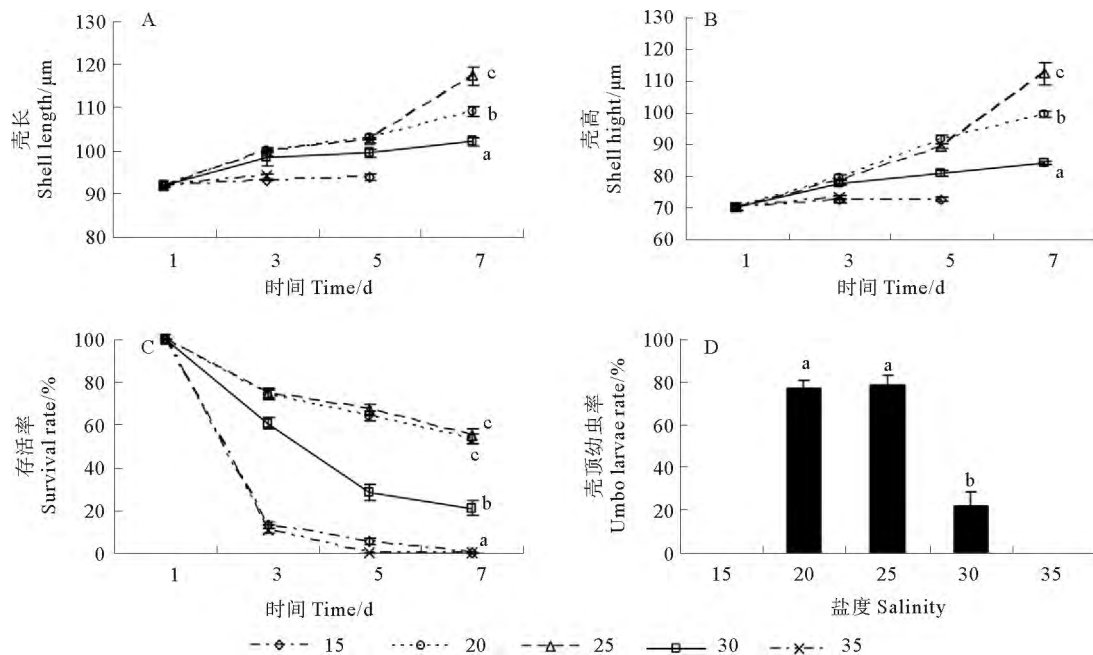 A
130
120
110
100
90
80
壳长
Shell length/μm
c
b
a
1 3 5 7
时间 Time/d
B
130
120
110
100
90
80
70
60
壳高
Shell hight/μm
c
b
a
1 3 5 7
时间 Time/d
C
100
80
60
40
20
0
存活率
Survival rate/%
c
c
b
a
1 3 5 7
时间 Time/d
D
100
80
60
40
20
0
壳顶幼虫率
Umbo larvae rate/%
a a b
15 20 25 30 35
盐度 Salinity
15 20 25 30 35